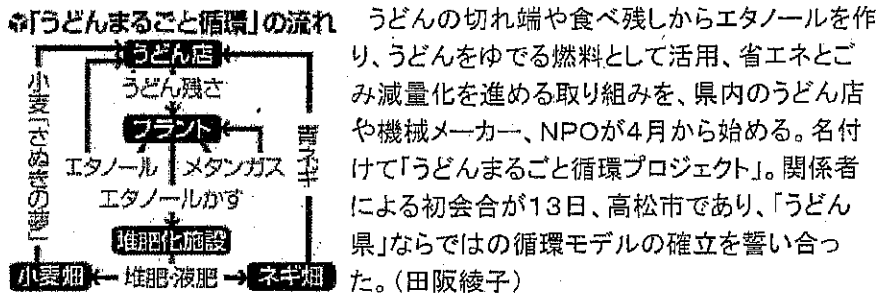 「うどんまるごと循環」の流れ
うどん店
うどん残さ
プラント
エタノール
メタンガス
エタノールかす
堆肥化施設
小麦畑
堆肥・液肥
ネギ畑
小麦「さぬきの夢」
青ネギ
うどんの切れ端や食べ残しからエタノールを作
り、うどんをゆでる燃料として活用、省エネとご
み減量化を進める取り組みを、県内のうどん店
や機械メーカー、NPOが4月から始める。名付
けて「うどんまるごと循環プロジェクト」。関係者
による初会合が13日、高松市であり、「うどん
県」ならではの循環モデルの確立を誓い合っ
た。(田阪綾子)